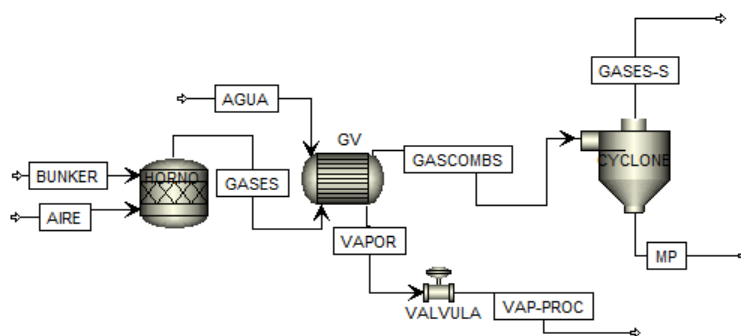 GASES-S
AGUA
GV
GASCOMBS
CYCLONE
BUNKER
HORNO
GASES
AIRE
VAPOR
MP
VALVULA
VAP-PROC